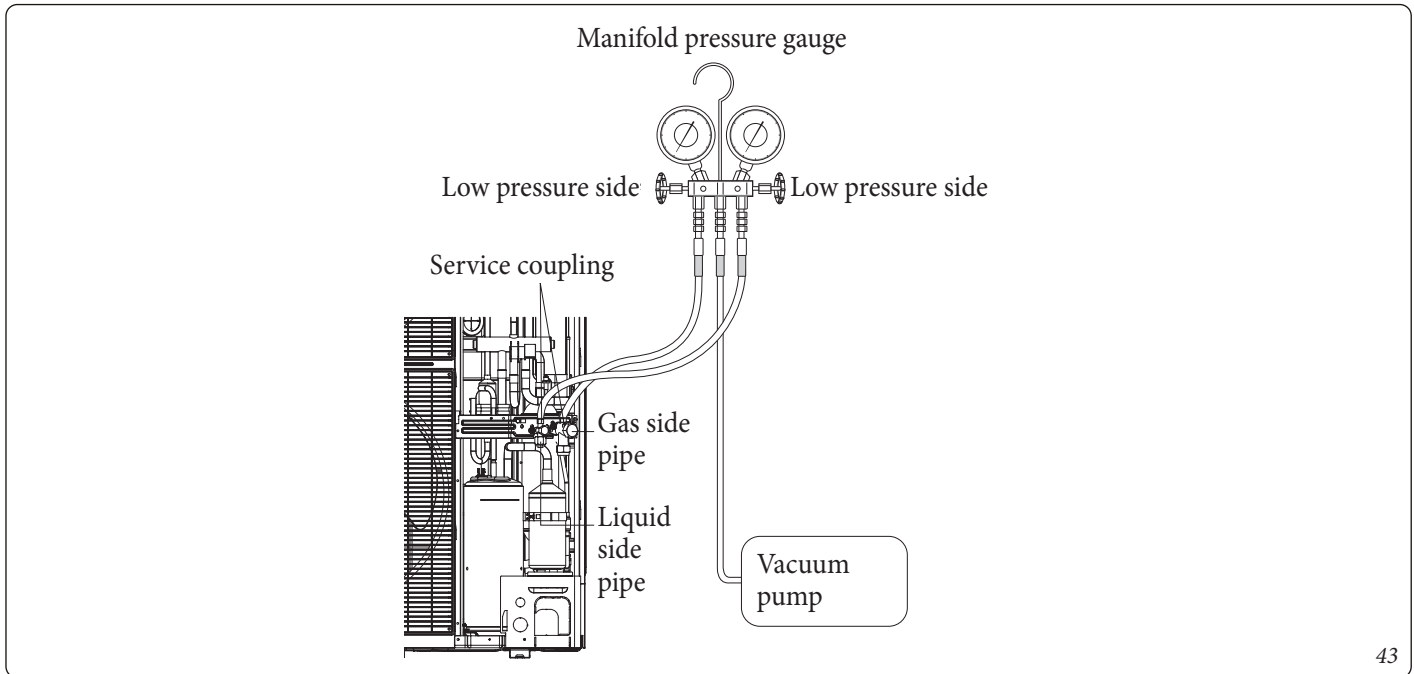 Manifold pressure gauge
Low pressure side
Low pressure side
Service coupling
Gas side
pipe
Liquid
side
pipe
Vacuum
pump
43